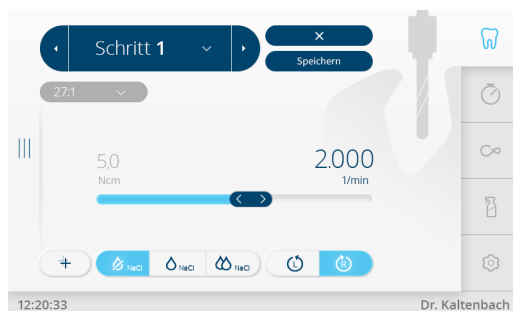 Schritt 1
×
Speichern
27:1
5,0
Ncm
2.000
1/min
NaCl
NaCl
NaCl
L
R
12:20:33
Dr. Kaltenbach